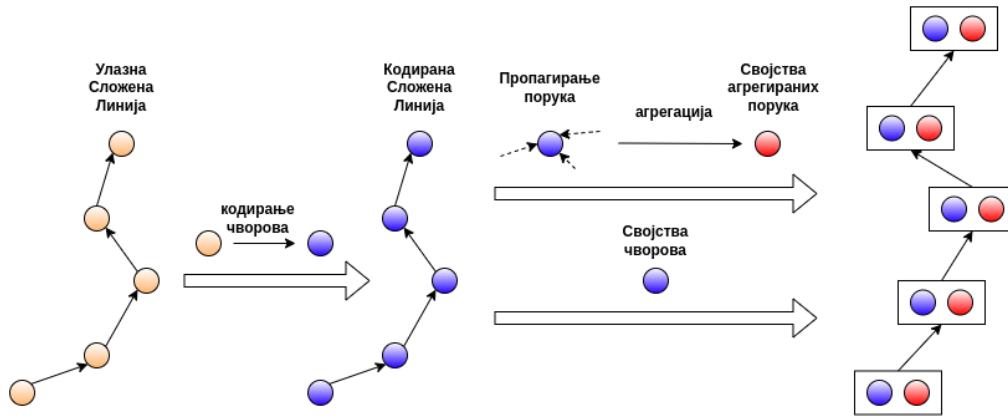 Улазна
Сложена
Линија
кодирање
чворова
Кодирана
Сложена
Линија
Пропагирање
порука
агрегација
Својства
агрегираних
порука
Својства
чворова